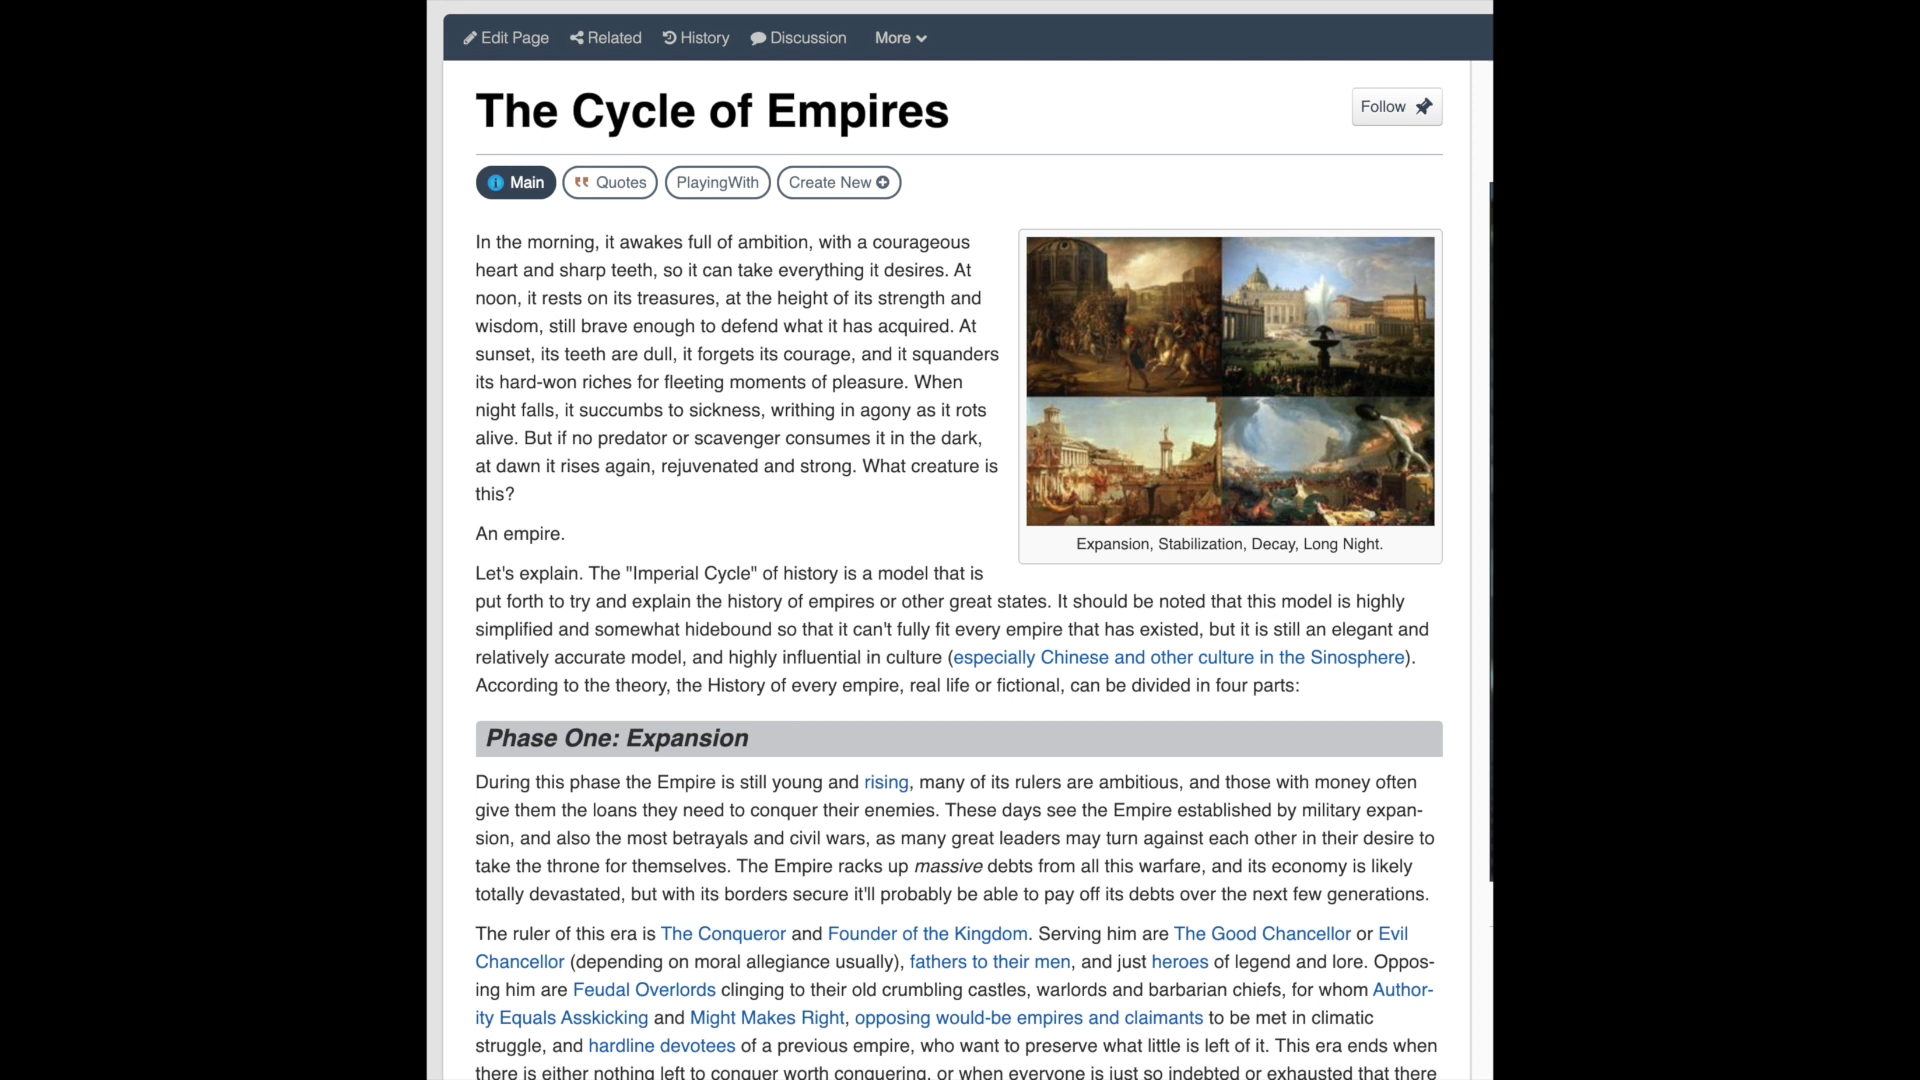 Edit Page Related History Discussion More
The Cycle of Empires
Follow
Main Quotes PlayingWith Create New
In the morning, it awakes full of ambition, with a courageous
heart and sharp teeth, so it can take everything it desires. At
noon, it rests on its treasures, at the height of its strength and
wisdom, still brave enough to defend what it has acquired. At
sunset, its teeth are dull, it forgets its courage, and it squanders
its hard-won riches for fleeting moments of pleasure. When
night falls, it succumbs to sickness, writhing in agony as it rots
alive. But if no predator or scavenger consumes it in the dark,
at dawn it rises again, rejuvenated and strong. What creature is
this?
An empire.
Expansion, Stabilization, Decay, Long Night.
Let's explain. The "Imperial Cycle" of history is a model that is
put forth to try and explain the history of empires or other great states. It should be noted that this model is highly
simplified and somewhat hidebound so that it can't fully fit every empire that has existed, but it is still an elegant and
relatively accurate model, and highly influential in culture (especially Chinese and other culture in the Sinosphere).
According to the theory, the History of every empire, real life or fictional, can be divided in four parts:
Phase One: Expansion
During this phase the Empire is still young and rising, many of its rulers are ambitious, and those with money often
give them the loans they need to conquer their enemies. These days see the Empire established by military expan-
sion, and also the most betrayals and civil wars, as many great leaders may turn against each other in their desire to
take the throne for themselves. The Empire racks up massive debts from all this warfare, and its economy is likely
totally devastated, but with its borders secure it'll probably be able to pay off its debts over the next few generations.
The ruler of this era is The Conqueror and Founder of the Kingdom. Serving him are The Good Chancellor or Evil
Chancellor (depending on moral allegiance usually), fathers to their men, and just heroes of legend and lore. Oppos-
ing him are Feudal Overlords clinging to their old crumbling castles, warlords and barbarian chiefs, for whom Author-
ity Equals Asskicking and Might Makes Right, opposing would-be empires and claimants to be met in climatic
struggle, and hardline devotees of a previous empire, who want to preserve what little is left of it. This era ends when
there is either nothing left to conquer worth conquering, or when everyone is just so indebted or exhausted that there